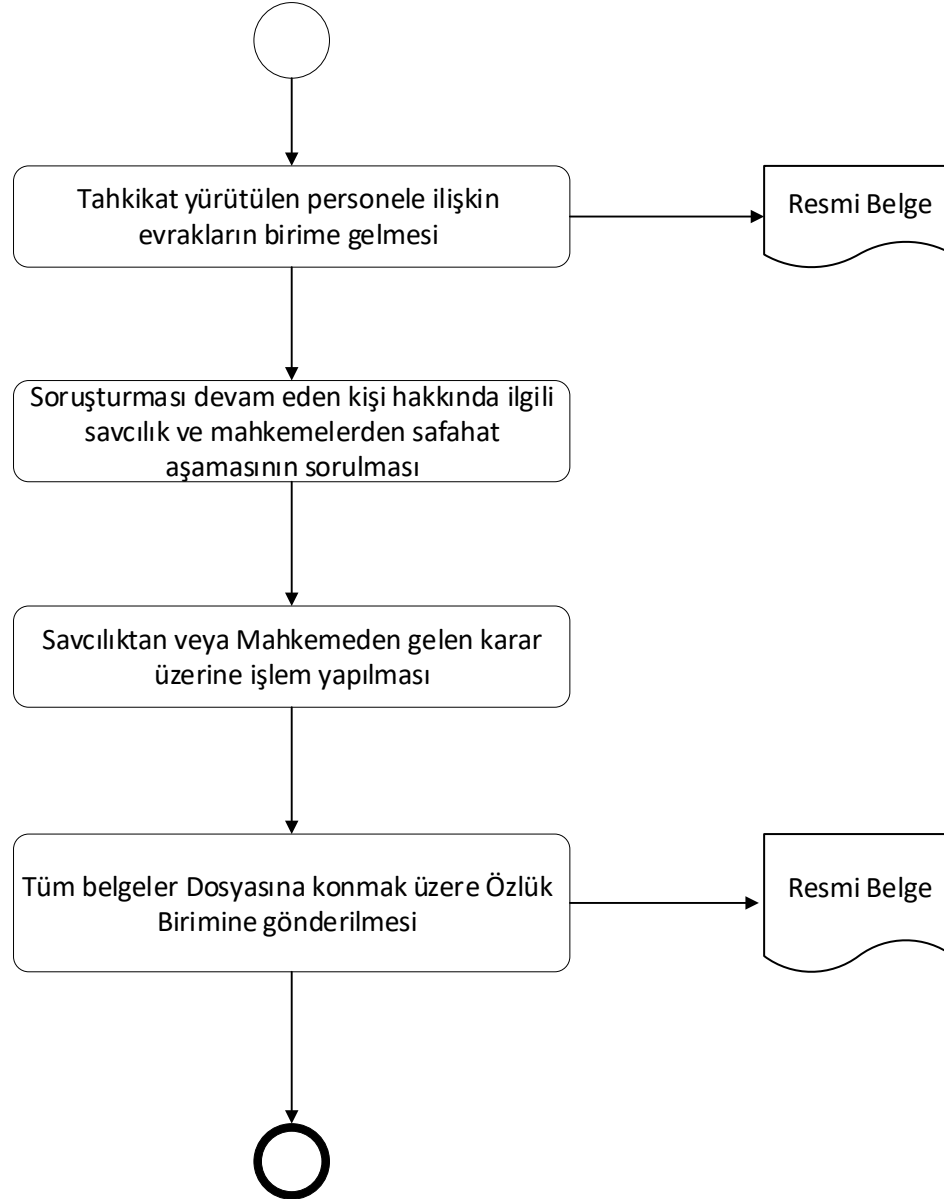 Tahkikat yürütülen personele ilişkin
evrakların birime gelmesi
Resmi Belge
Soruşturması devam eden kişi hakkında ilgili
savcılık ve mahkemelerden safahat
aşamasının sorulması
Savcılıktan veya Mahkemeden gelen karar
üzerine işlem yapılması
Tüm belgeler Dosyasına konmak üzere Özlük
Birimine gönderilmesi
Resmi Belge